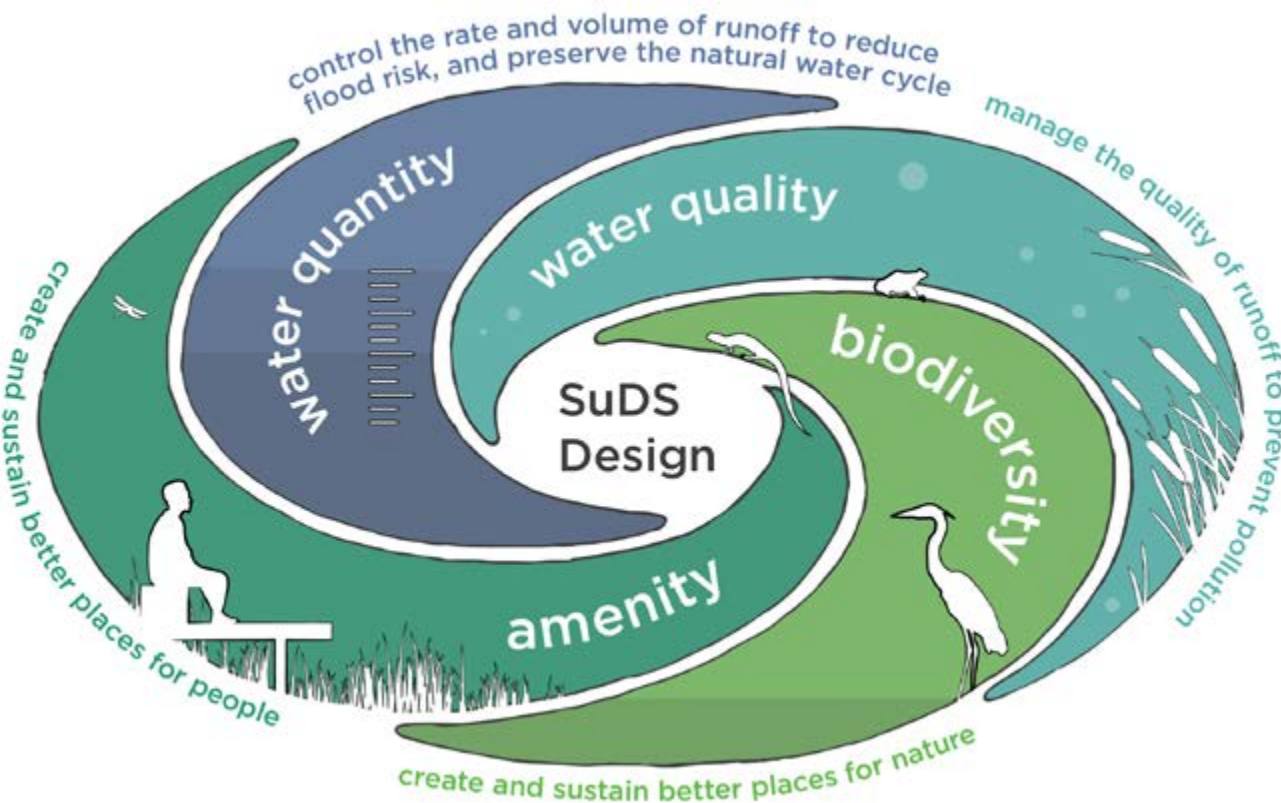 control the rate and volume of runoff to reduce
flood risk, and preserve the natural water cycle
manage the quality of runoff to prevent pollution
water quantity
water quality
biodiversity
SuDS
Design
amenity
create and sustain better places for people
create and sustain better places for nature